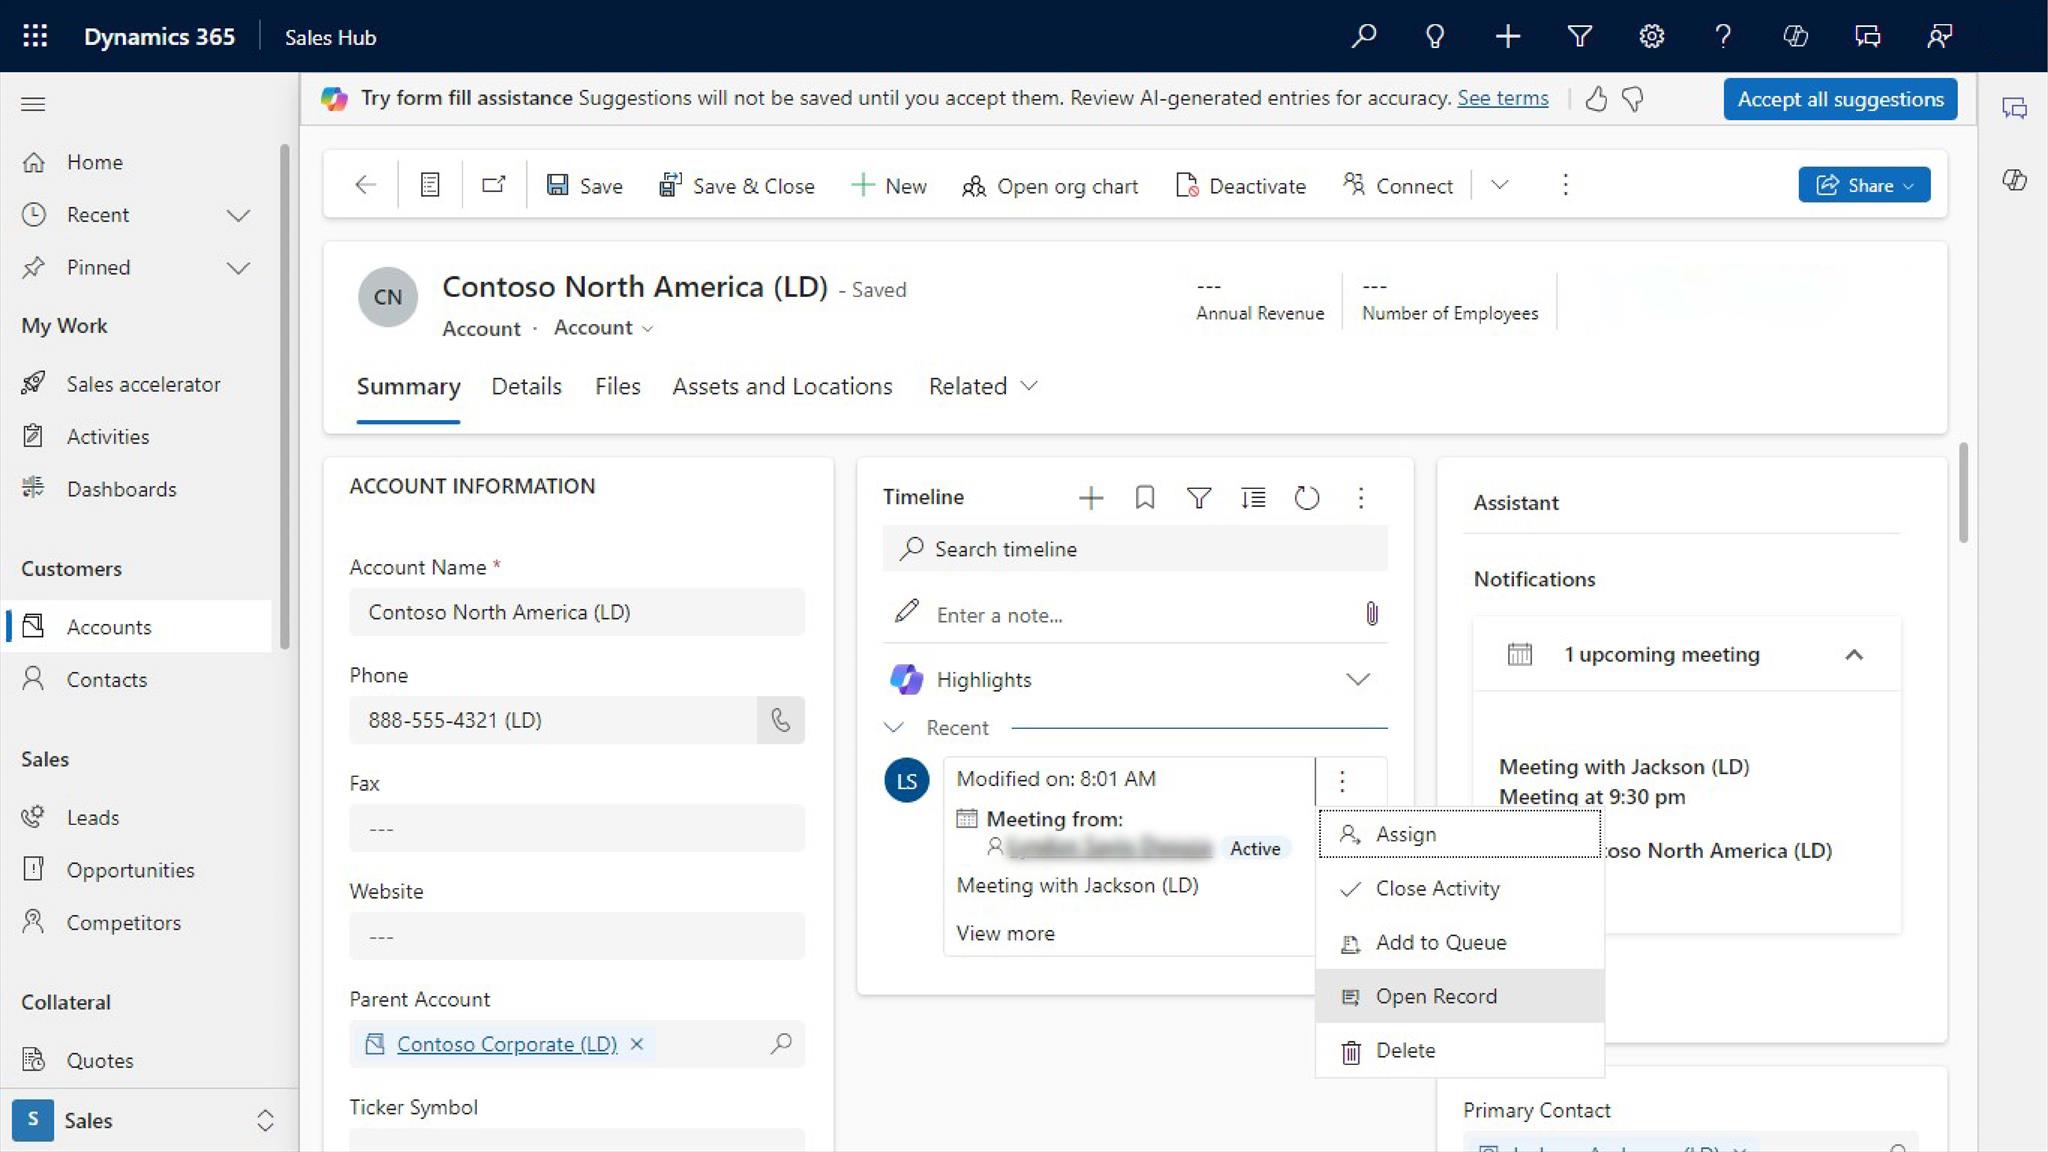 Dynamics 365
Sales Hub
Try form fill assistance Suggestions will not be saved until you accept them. Review AI-generated entries for accuracy. See terms
Accept all suggestions
Home
Recent
Pinned
My Work
Sales accelerator
Activities
Dashboards
Customers
Accounts
Contacts
Sales
Leads
Opportunities
Competitors
Collateral
Quotes
S
Sales
Save
Save & Close
New
Open org chart
Deactivate
Connect
Share
CN
Contoso North America (LD) - Saved
Account · Account
---
Annual Revenue
---
Number of Employees
Summary
Details
Files
Assets and Locations
Related
ACCOUNT INFORMATION
Account Name *
Contoso North America (LD)
Phone
888-555-4321 (LD)
Fax
---
Website
---
Parent Account
Contoso Corporate (LD)
Ticker Symbol
Timeline
Search timeline
Enter a note...
Highlights
Recent
LS
Modified on: 8:01 AM
Meeting from:
Active
Meeting with Jackson (LD)
View more
Assign
Close Activity
Add to Queue
Open Record
Delete
Assistant
Notifications
1 upcoming meeting
Meeting with Jackson (LD)
Meeting at 9:30 pm
toso North America (LD)
Primary Contact